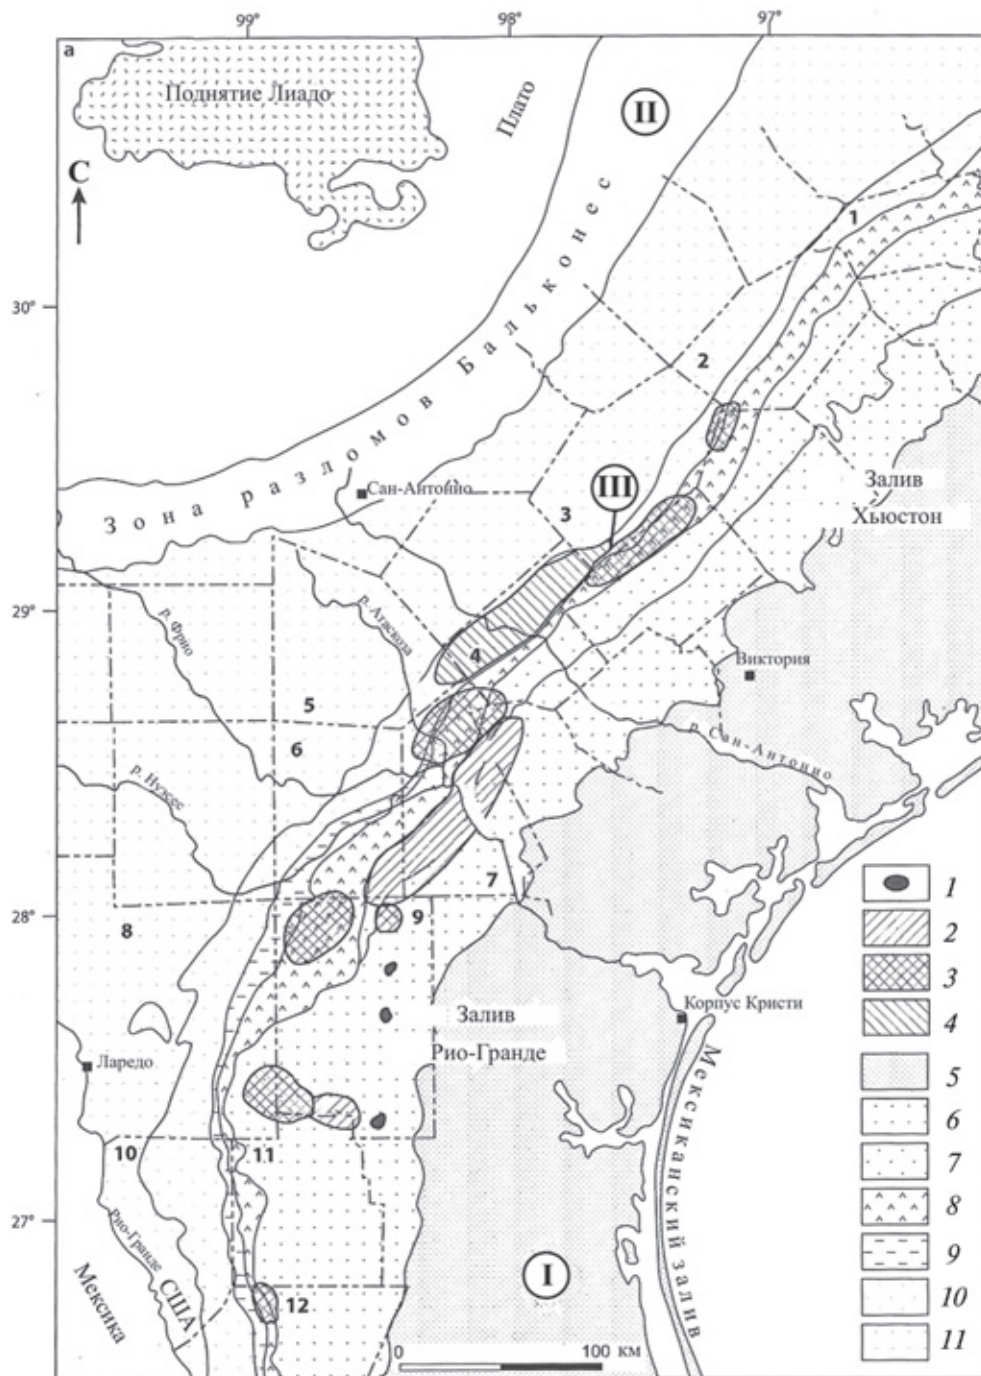 99°
98°
97°
а
Поднятие Лиадо
Плато
II
С
1
Зона разломов Бальконес
30°
2
Сан-Антонио
III
3
Залив
Хьюстон
29°
р. Фрио
р. Атаскоза
4
Виктория
5
6
р. Сан-Антонио
р. Нуэсес
7
1
2
28°
8
9
3
4
Залив
Рио-Гранде
Корпус Кристи
Ларедо
5
6
Мексиканский залив
7
10
11
8
27°
Рио-Гранде
9
I
Мексика
США
12
10
0
100 км
11